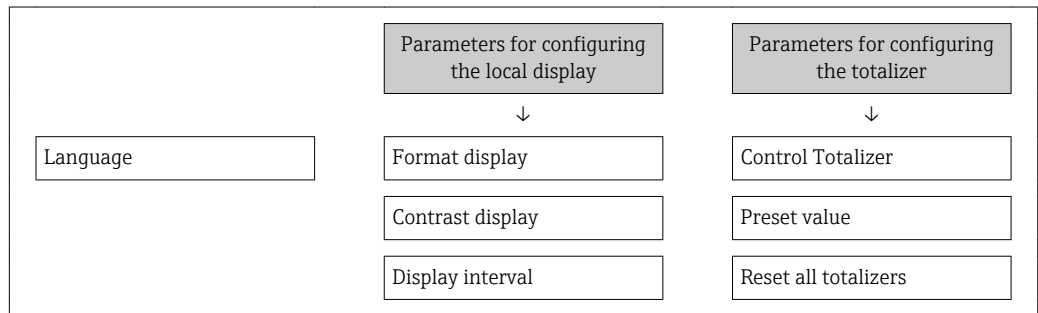 Parameters for configuring
the local display
Parameters for configuring
the totalizer
↓
↓
Language
Format display
Control Totalizer
Contrast display
Preset value
Display interval
Reset all totalizers